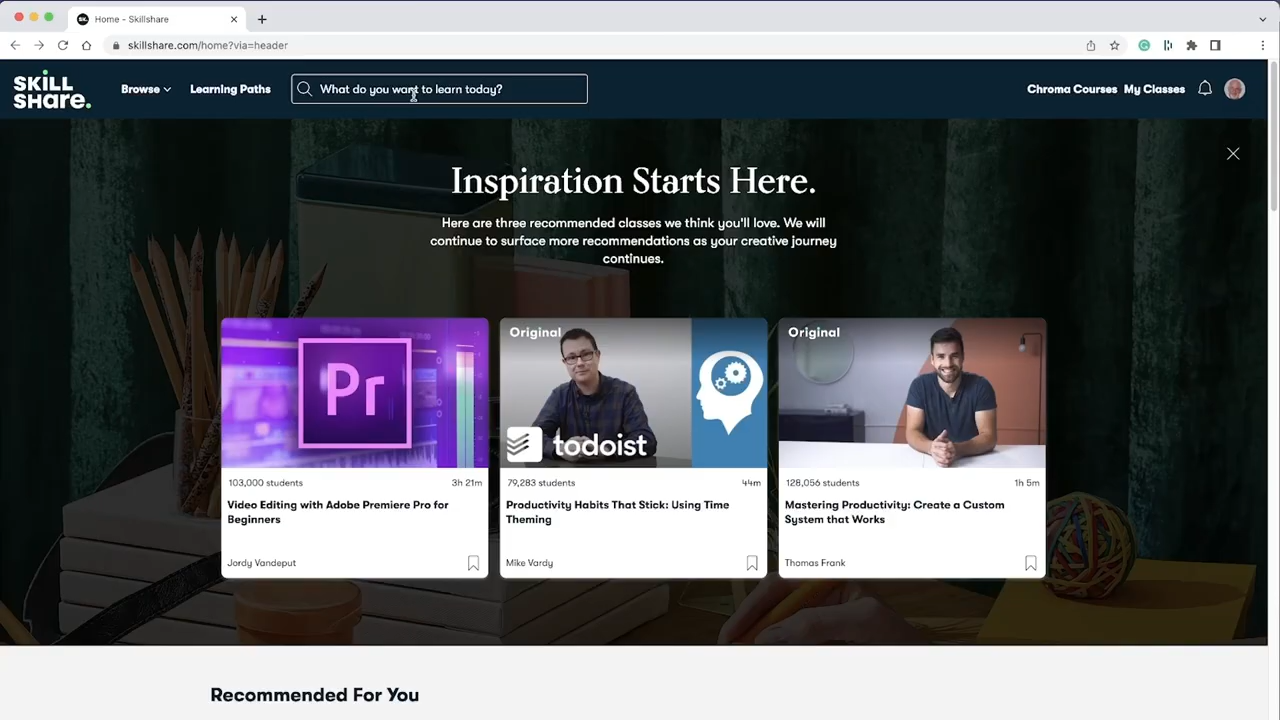 Home - Skillshare
skillshare.com/home?via=header
SKILL
SHARE.
Browse
Learning Paths
What do you want to learn today?
Chroma Courses
My Classes
Inspiration Starts Here.
Here are three recommended classes we think you'll love. We will
continue to surface more recommendations as your creative journey
continues.
Pr
103,000 students
3h 21m
Video Editing with Adobe Premiere Pro for
Beginners
Jordy Vandeput
Original
todoist
79,283 students
44m
Productivity Habits That Stick: Using Time
Theming
Mike Vardy
Original
128,056 students
1h 5m
Mastering Productivity: Create a Custom
System that Works
Thomas Frank
Recommended For You